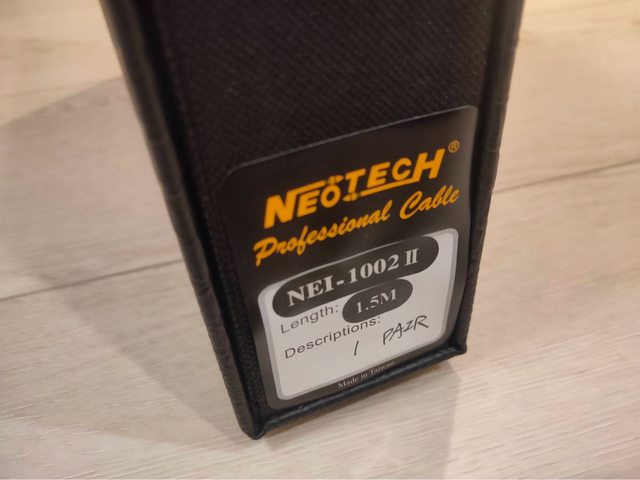 NEOTECH®
Professional Cable
NEI-1002 II
Length: 1.5M
Descriptions:
1 PAIR
Made in Taiwan